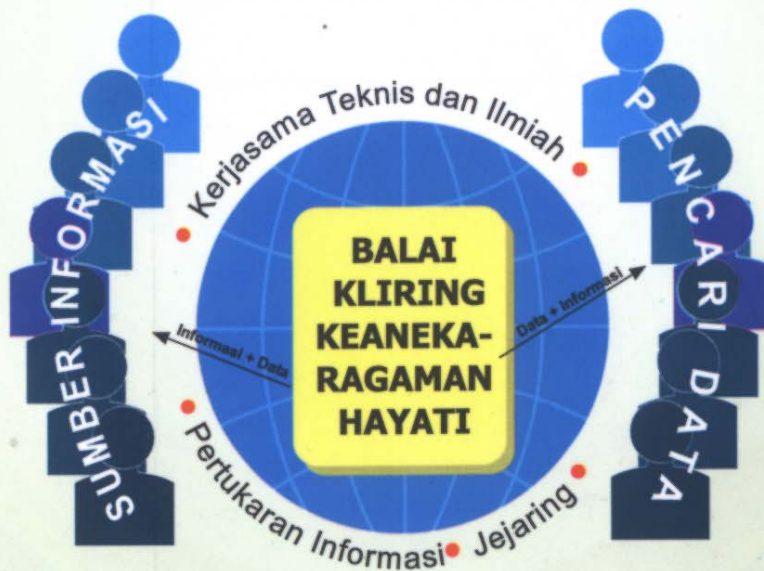 Kerjasama Teknis dan Ilmiah
SUMBER INFORMASI
PENCARI DATA
BALAI
KLIRING
KEANEKA-
RAGAMAN
HAYATI
Informasi + Data
Data + Informasi
Pertukaran Informasi
Jejaring